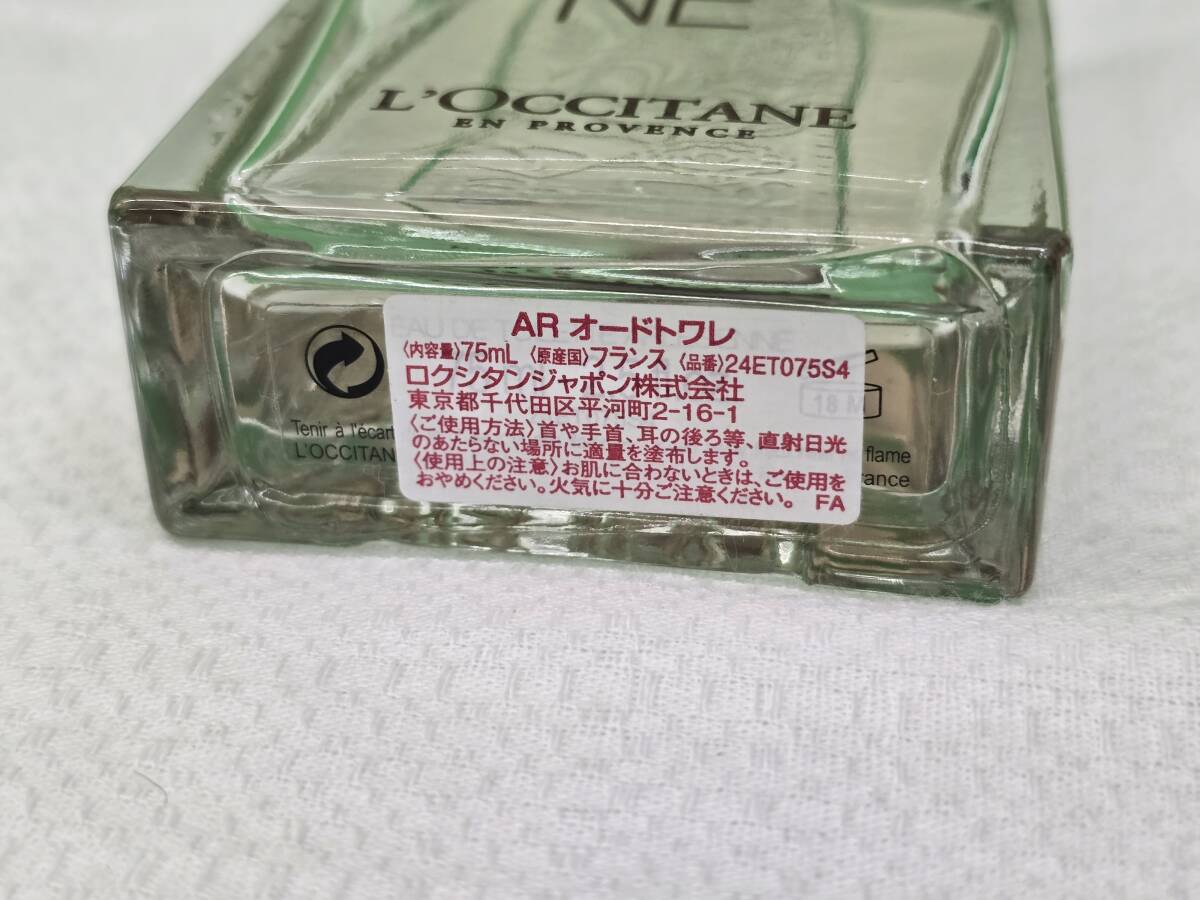 NE
L'OCCITANE
EN PROVENCE
AR オードトワレ
〈内容量〉75mL 〈原産国〉フランス 〈品番〉24ET075S4
ロクシタンジャポン株式会社
東京都千代田区平河町2-16-1
〈ご使用方法〉首や手首、耳の後ろ等、直射日光
のあたらない場所に適量を塗布します。
〈使用上の注意〉お肌に合わないときは、ご使用を
おやめください。火気に十分ご注意ください。 FA
18 M
Tenir à l'écart
flame
L'OCCITAN